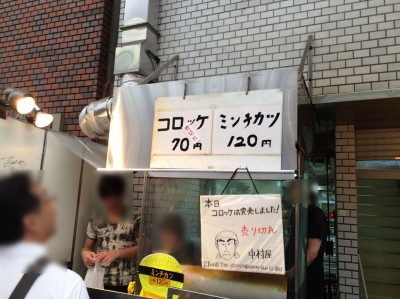 コロッケ
70円
ミンチカツ
120円
本日
コロッケは完売しました!
売り切れ
中村屋
ミンチカツ